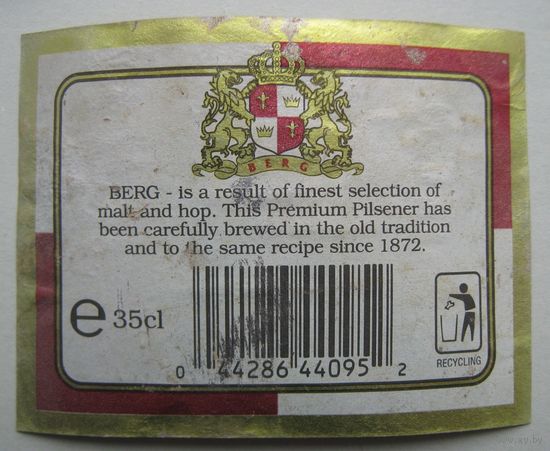 BERG
BERG - is a result of finest selection of
malt and hop. This Premium Pilsener has
been carefully brewed in the old tradition
and to the same recipe since 1872.
e 35cl
0 44286 44095 2
RECYCLING